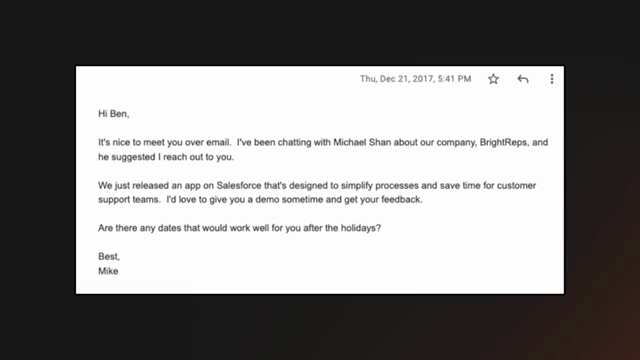 Thu, Dec 21, 2017, 5:41 PM
Hi Ben,
It's nice to meet you over email.  I've been chatting with Michael Shan about our company, BrightReps, and
he suggested I reach out to you.
We just released an app on Salesforce that's designed to simplify processes and save time for customer
support teams.  I'd love to give you a demo sometime and get your feedback.
Are there any dates that would work well for you after the holidays?
Best,
Mike